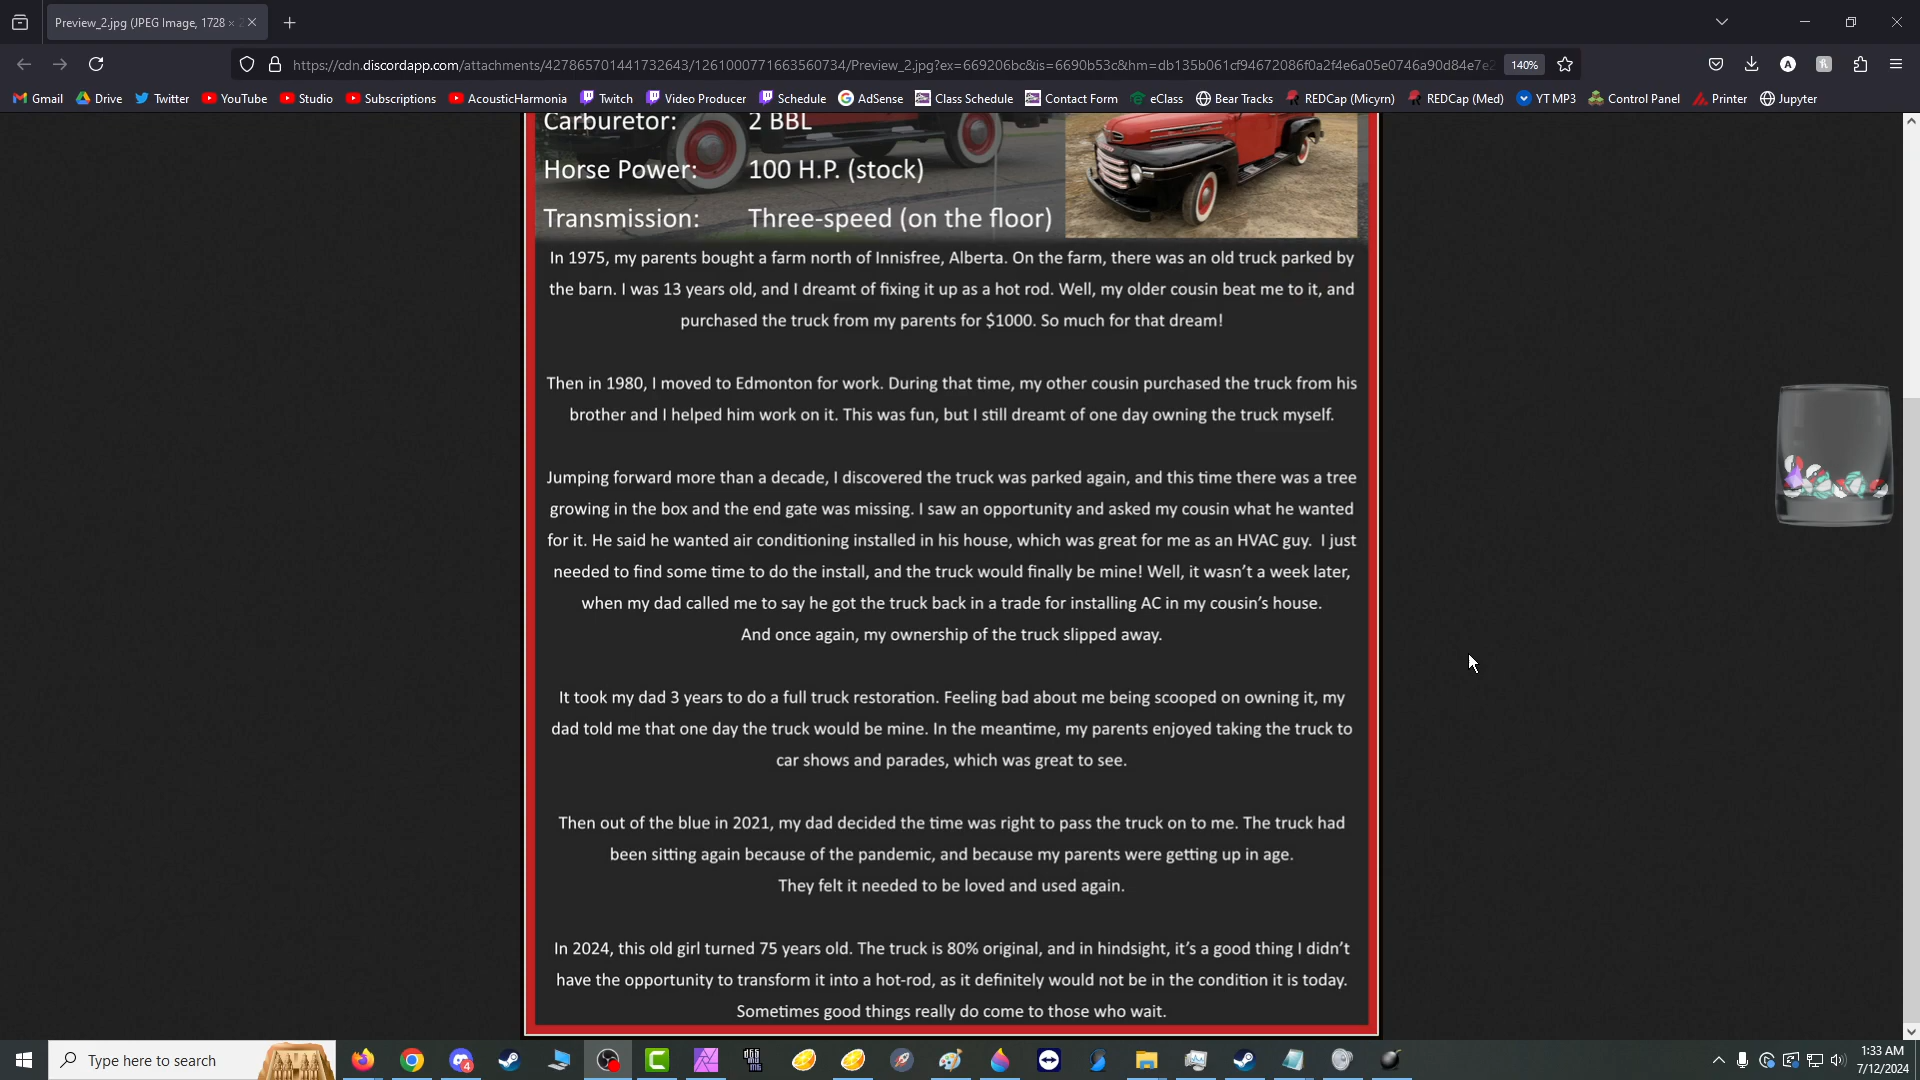 Preview_2.jpg (JPEG Image, 1728 ×
https://cdn.discordapp.com/attachments/427865701441732643/1261000771663560734/Preview_2.jpg?ex=669206bc&is=6690b53c&hm=db135b061cf94672086f0a2f4e6a05e0746a90d84e7e2
140%
Gmail Drive Twitter YouTube Studio Subscriptions AcousticHarmonia Twitch Video Producer Schedule AdSense Class Schedule Contact Form eClass Bear Tracks REDCap (Micyrn) REDCap (Med) YT MP3 Control Panel Printer Jupyter
Carburetor: 2 BBL
Horse Power: 100 H.P. (stock)
Transmission: Three-speed (on the floor)
In 1975, my parents bought a farm north of Innisfree, Alberta. On the farm, there was an old truck parked by
the barn. I was 13 years old, and I dreamt of fixing it up as a hot rod. Well, my older cousin beat me to it, and
purchased the truck from my parents for $1000. So much for that dream!
Then in 1980, I moved to Edmonton for work. During that time, my other cousin purchased the truck from his
brother and I helped him work on it. This was fun, but I still dreamt of one day owning the truck myself.
Jumping forward more than a decade, I discovered the truck was parked again, and this time there was a tree
growing in the box and the end gate was missing. I saw an opportunity and asked my cousin what he wanted
for it. He said he wanted air conditioning installed in his house, which was great for me as an HVAC guy. I just
needed to find some time to do the install, and the truck would finally be mine! Well, it wasn't a week later,
when my dad called me to say he got the truck back in a trade for installing AC in my cousin's house.
And once again, my ownership of the truck slipped away.
It took my dad 3 years to do a full truck restoration. Feeling bad about me being scooped on owning it, my
dad told me that one day the truck would be mine. In the meantime, my parents enjoyed taking the truck to
car shows and parades, which was great to see.
Then out of the blue in 2021, my dad decided the time was right to pass the truck on to me. The truck had
been sitting again because of the pandemic, and because my parents were getting up in age.
They felt it needed to be loved and used again.
In 2024, this old girl turned 75 years old. The truck is 80% original, and in hindsight, it's a good thing I didn't
have the opportunity to transform it into a hot-rod, as it definitely would not be in the condition it is today.
Sometimes good things really do come to those who wait.
Type here to search
4
1:33 AM
7/12/2024